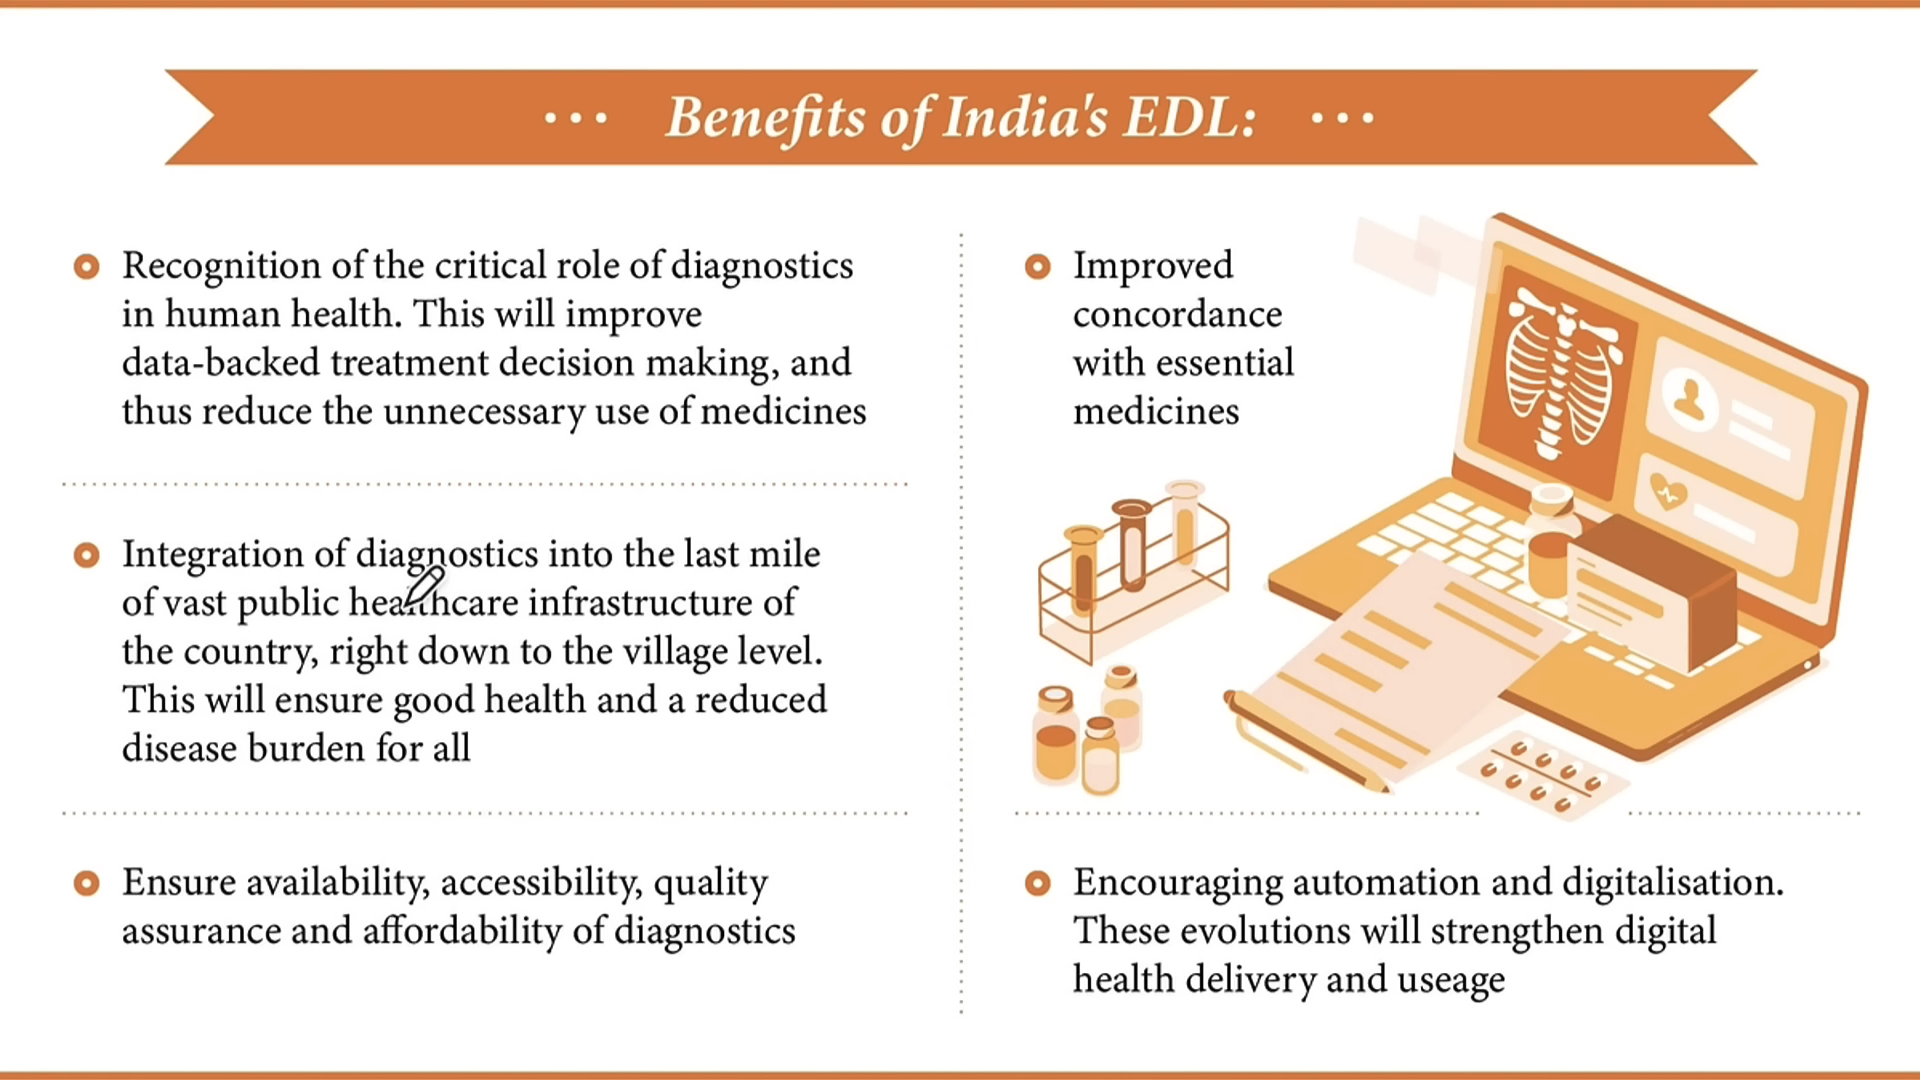 Benefits of India's EDL:
Recognition of the critical role of diagnostics
in human health. This will improve
data-backed treatment decision making, and
thus reduce the unnecessary use of medicines
Integration of diagnostics into the last mile
of vast public healthcare infrastructure of
the country, right down to the village level.
This will ensure good health and a reduced
disease burden for all
Ensure availability, accessibility, quality
assurance and affordability of diagnostics
Improved
concordance
with essential
medicines
Encouraging automation and digitalisation.
These evolutions will strengthen digital
health delivery and useage